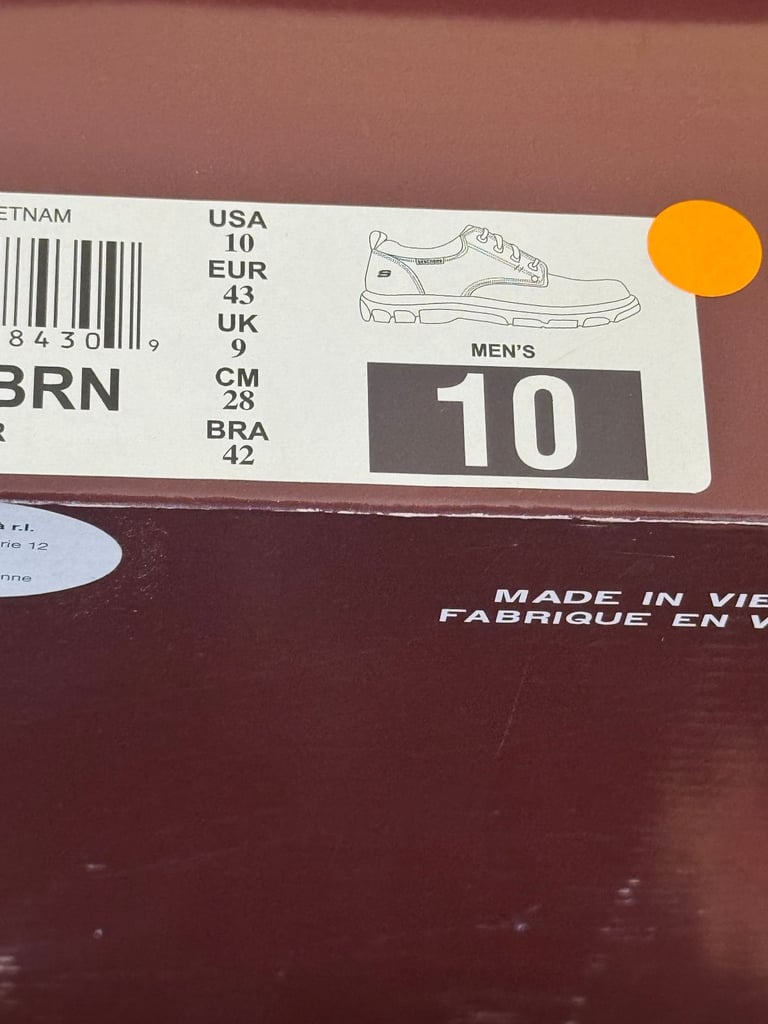 ETNAM
8430 9
BRN
R
USA
10
EUR
43
UK
9
CM
28
BRA
42
S
MEN'S
10
à r.l.
rie 12
nne
MADE IN VIE
FABRIQUE EN V